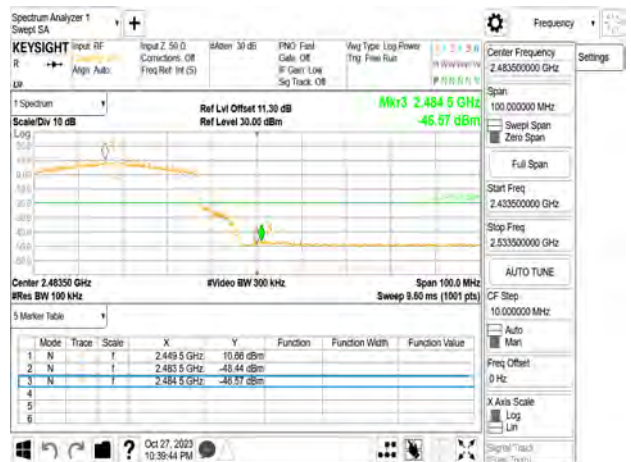 Spectrum Analyzer 1
Swept SA
+
Frequency
KEYSIGHT
Input: RF
Input Z: 50 Ω
#Atten: 30 dB
PNO: Fast
Avg Type: Log-Power
R
Corrections: Off
Gate: Off
Trig: Free Run
Align: Auto
Freq Ref: Int (S)
IF Gain: Low
Sig Track: Off
Center Frequency
2.483500000 GHz
Settings
Span
100.000000 MHz
Swept Span
Zero Span
Full Span
Start Freq
2.433500000 GHz
Stop Freq
2.533500000 GHz
AUTO TUNE
CF Step
10.000000 MHz
Auto
Man
Freq Offset
0 Hz
X Axis Scale
Log
Lin
1 Spectrum
Ref Lvl Offset 11.30 dB
Mkr3 2.484 5 GHz
Scale/Div 10 dB
Ref Level 30.00 dBm
-46.57 dBm
Log
Center 2.48350 GHz
#Video BW 300 kHz
Span 100.0 MHz
#Res BW 100 kHz
Sweep 9.60 ms (1001 pts)
5 Marker Table
Mode Trace Scale X Y Function Function Width Function Value
1 N f 2.449 5 GHz 10.66 dBm
2 N f 2.483 5 GHz -48.44 dBm
3 N f 2.484 5 GHz -46.57 dBm
4
5
6
?
Oct 27, 2023
10:39:44 PM